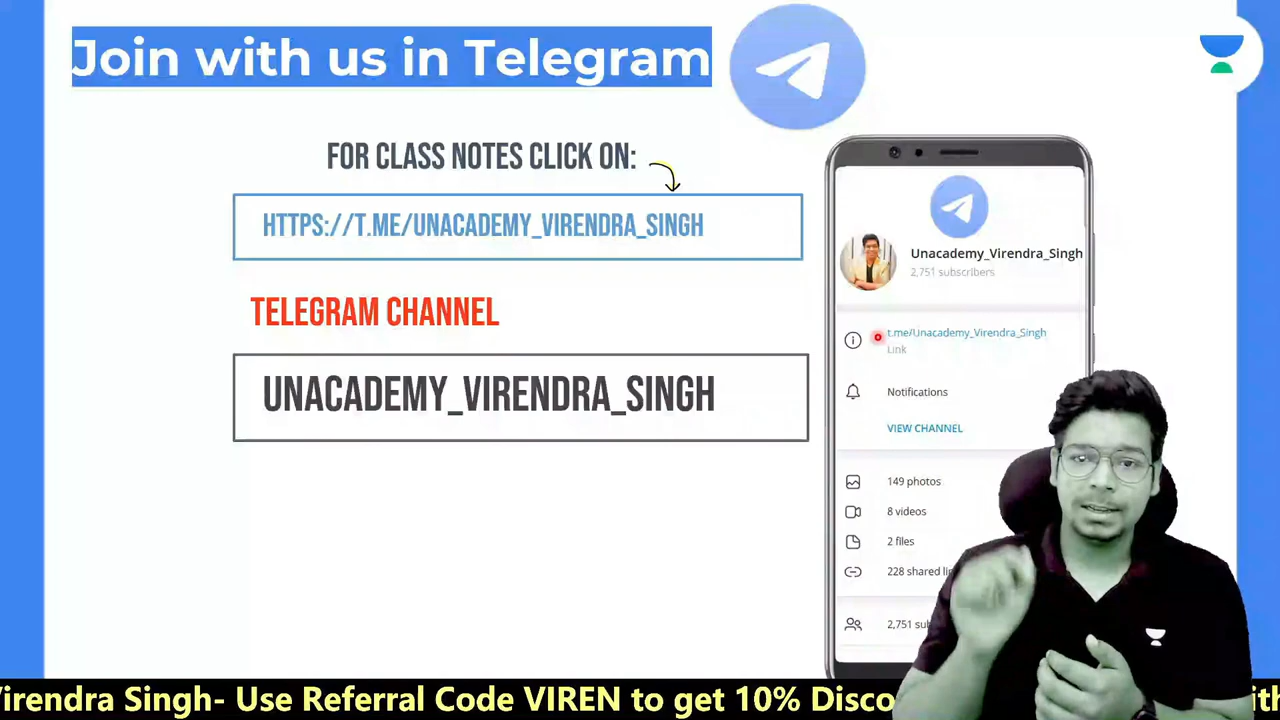 Join with us in Telegram
FOR CLASS NOTES CLICK ON:
HTTPS://T.ME/UNACADEMY_VIRENDRA_SINGH
TELEGRAM CHANNEL
UNACADEMY_VIRENDRA_SINGH
Unacademy_Virendra_Singh
2,751 subscribers
t.me/Unacademy_Virendra_Singh
Link
Notifications
VIEW CHANNEL
149 photos
8 videos
2 files
228 shared
2,751
Virendra Singh- Use Referral Code VIREN to get 10%